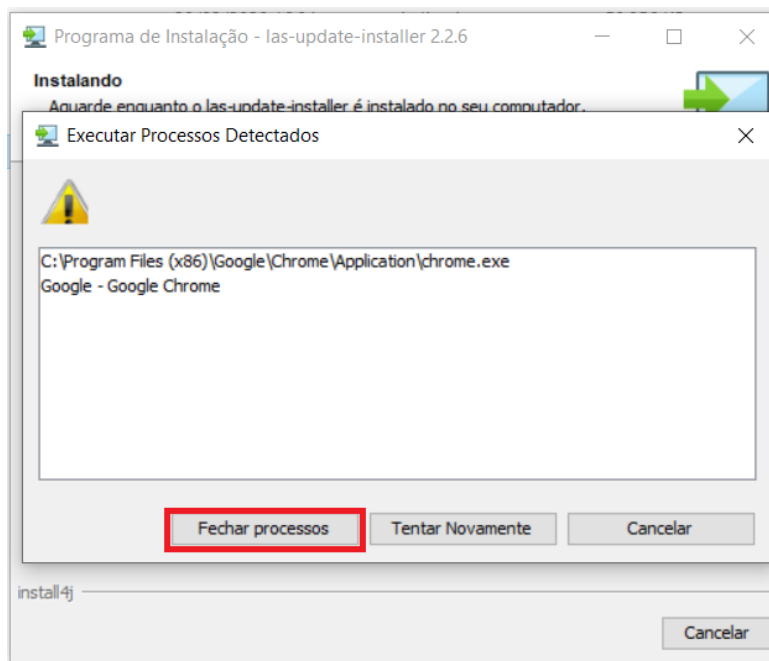 Programa de Instalação - las-update-installer 2.2.6
Instalando
Aguarde enquanto o las-update-installer é instalado no seu computador.
Executar Processos Detectados
C:\Program Files (x86)\Google\Chrome\Application\chrome.exe
Google - Google Chrome
Fechar processos
Tentar Novamente
Cancelar
install4j
Cancelar